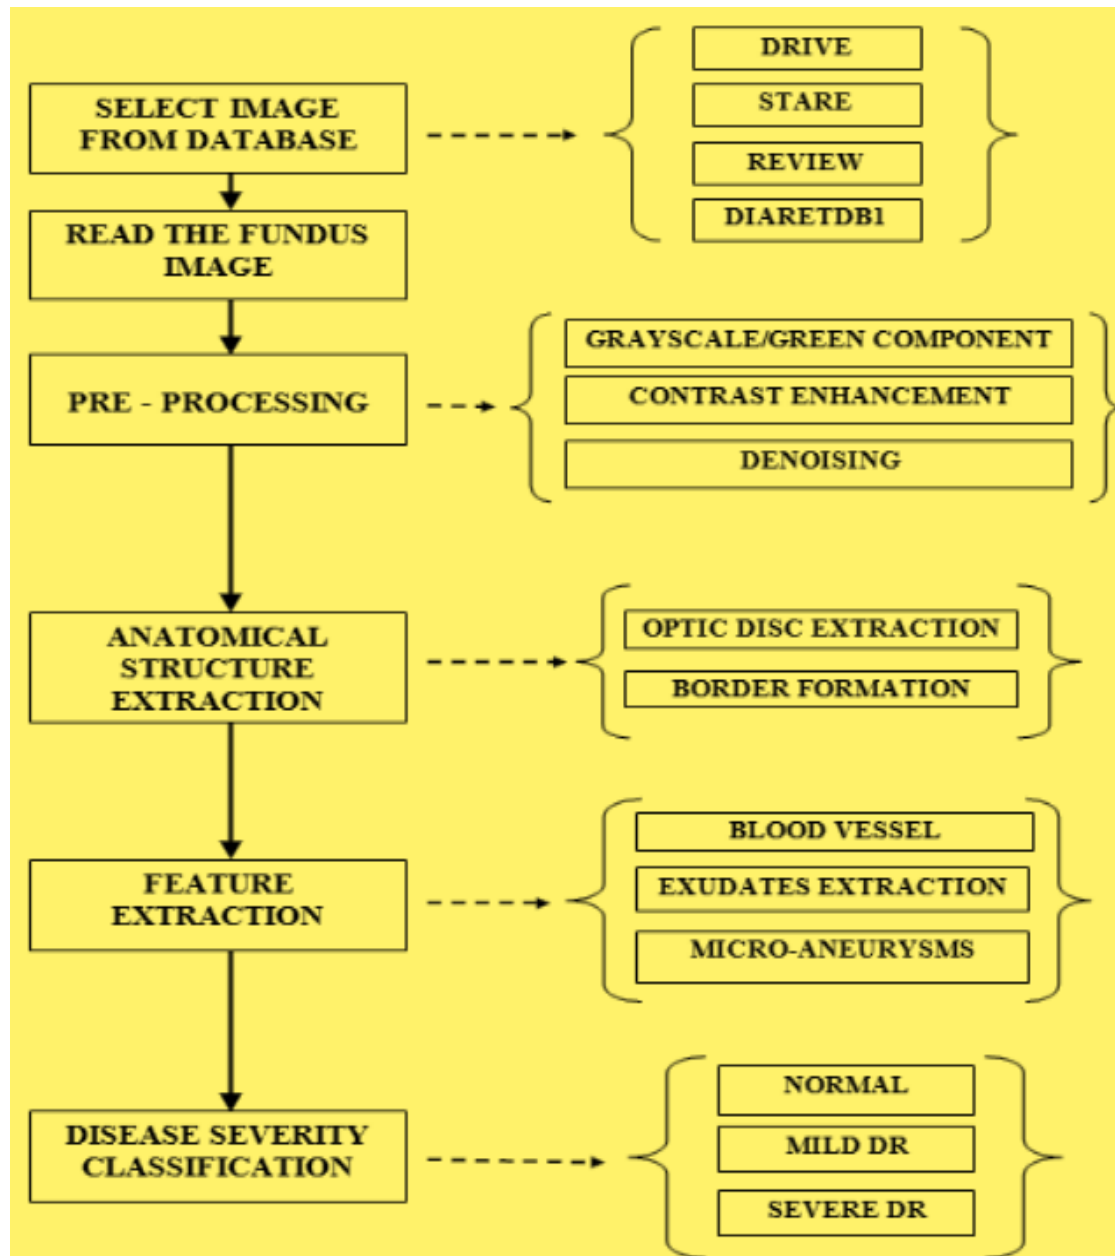 SELECT IMAGE
FROM DATABASE
DRIVE
STARE
REVIEW
DIARETDB1
READ THE FUNDUS
IMAGE
PRE - PROCESSING
GRAYSCALE/GREEN COMPONENT
CONTRAST ENHANCEMENT
DENOISING
ANATOMICAL
STRUCTURE
EXTRACTION
OPTIC DISC EXTRACTION
BORDER FORMATION
FEATURE
EXTRACTION
BLOOD VESSEL
EXUDATES EXTRACTION
MICRO-ANEURYSMS
DISEASE SEVERITY
CLASSIFICATION
NORMAL
MILD DR
SEVERE DR